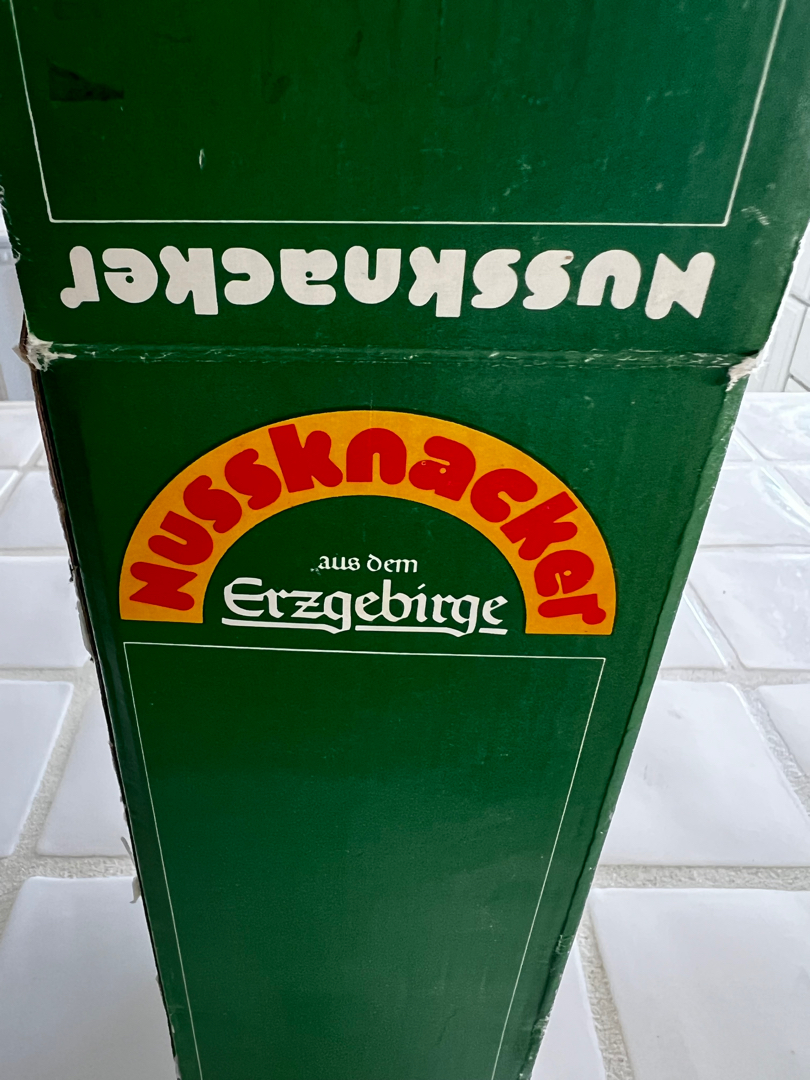 Nussknacker
Nussknacker
aus dem
Erzgebirge